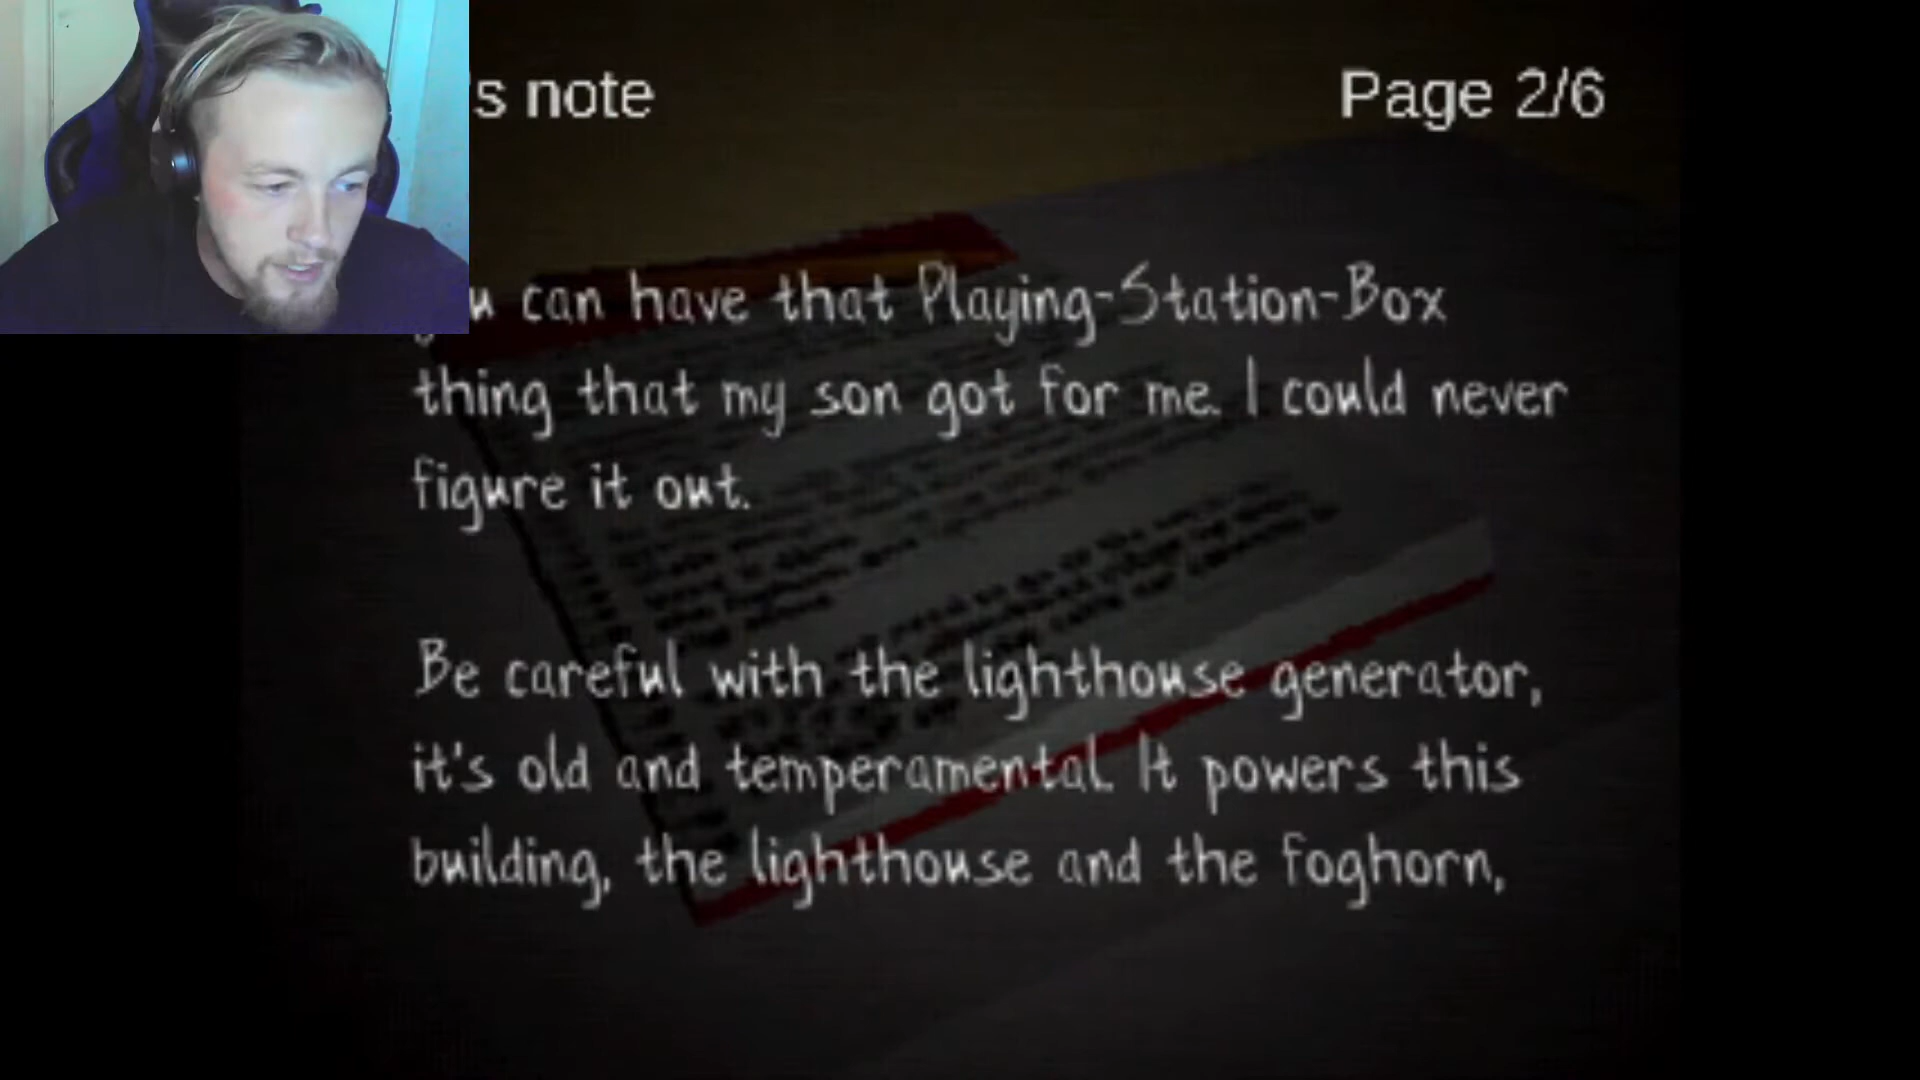 's note
Page 2/6
can have that Playing-Station-Box
thing that my son got for me. I could never
figure it out.
Be careful with the lighthouse generator,
it's old and temperamental. It powers this
building, the lighthouse and the foghorn,